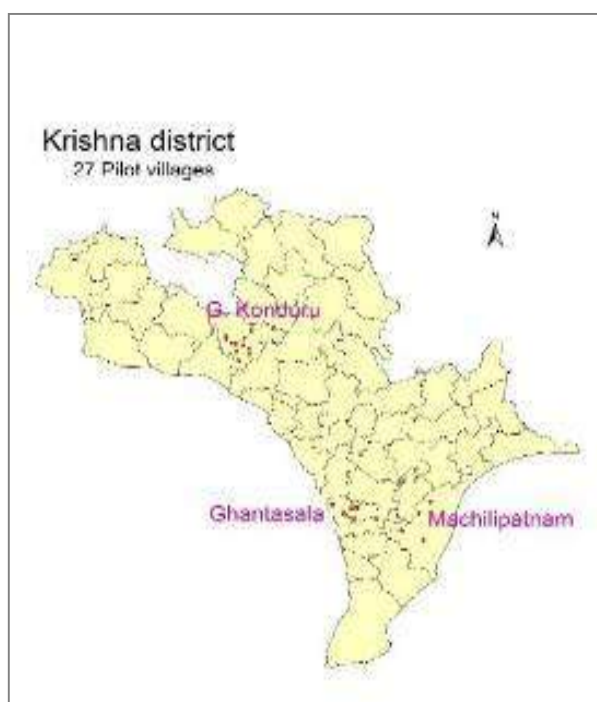 Krishna district
27 Pilot villages
N
G. Konduru
Ghantasala
Machilipatnam